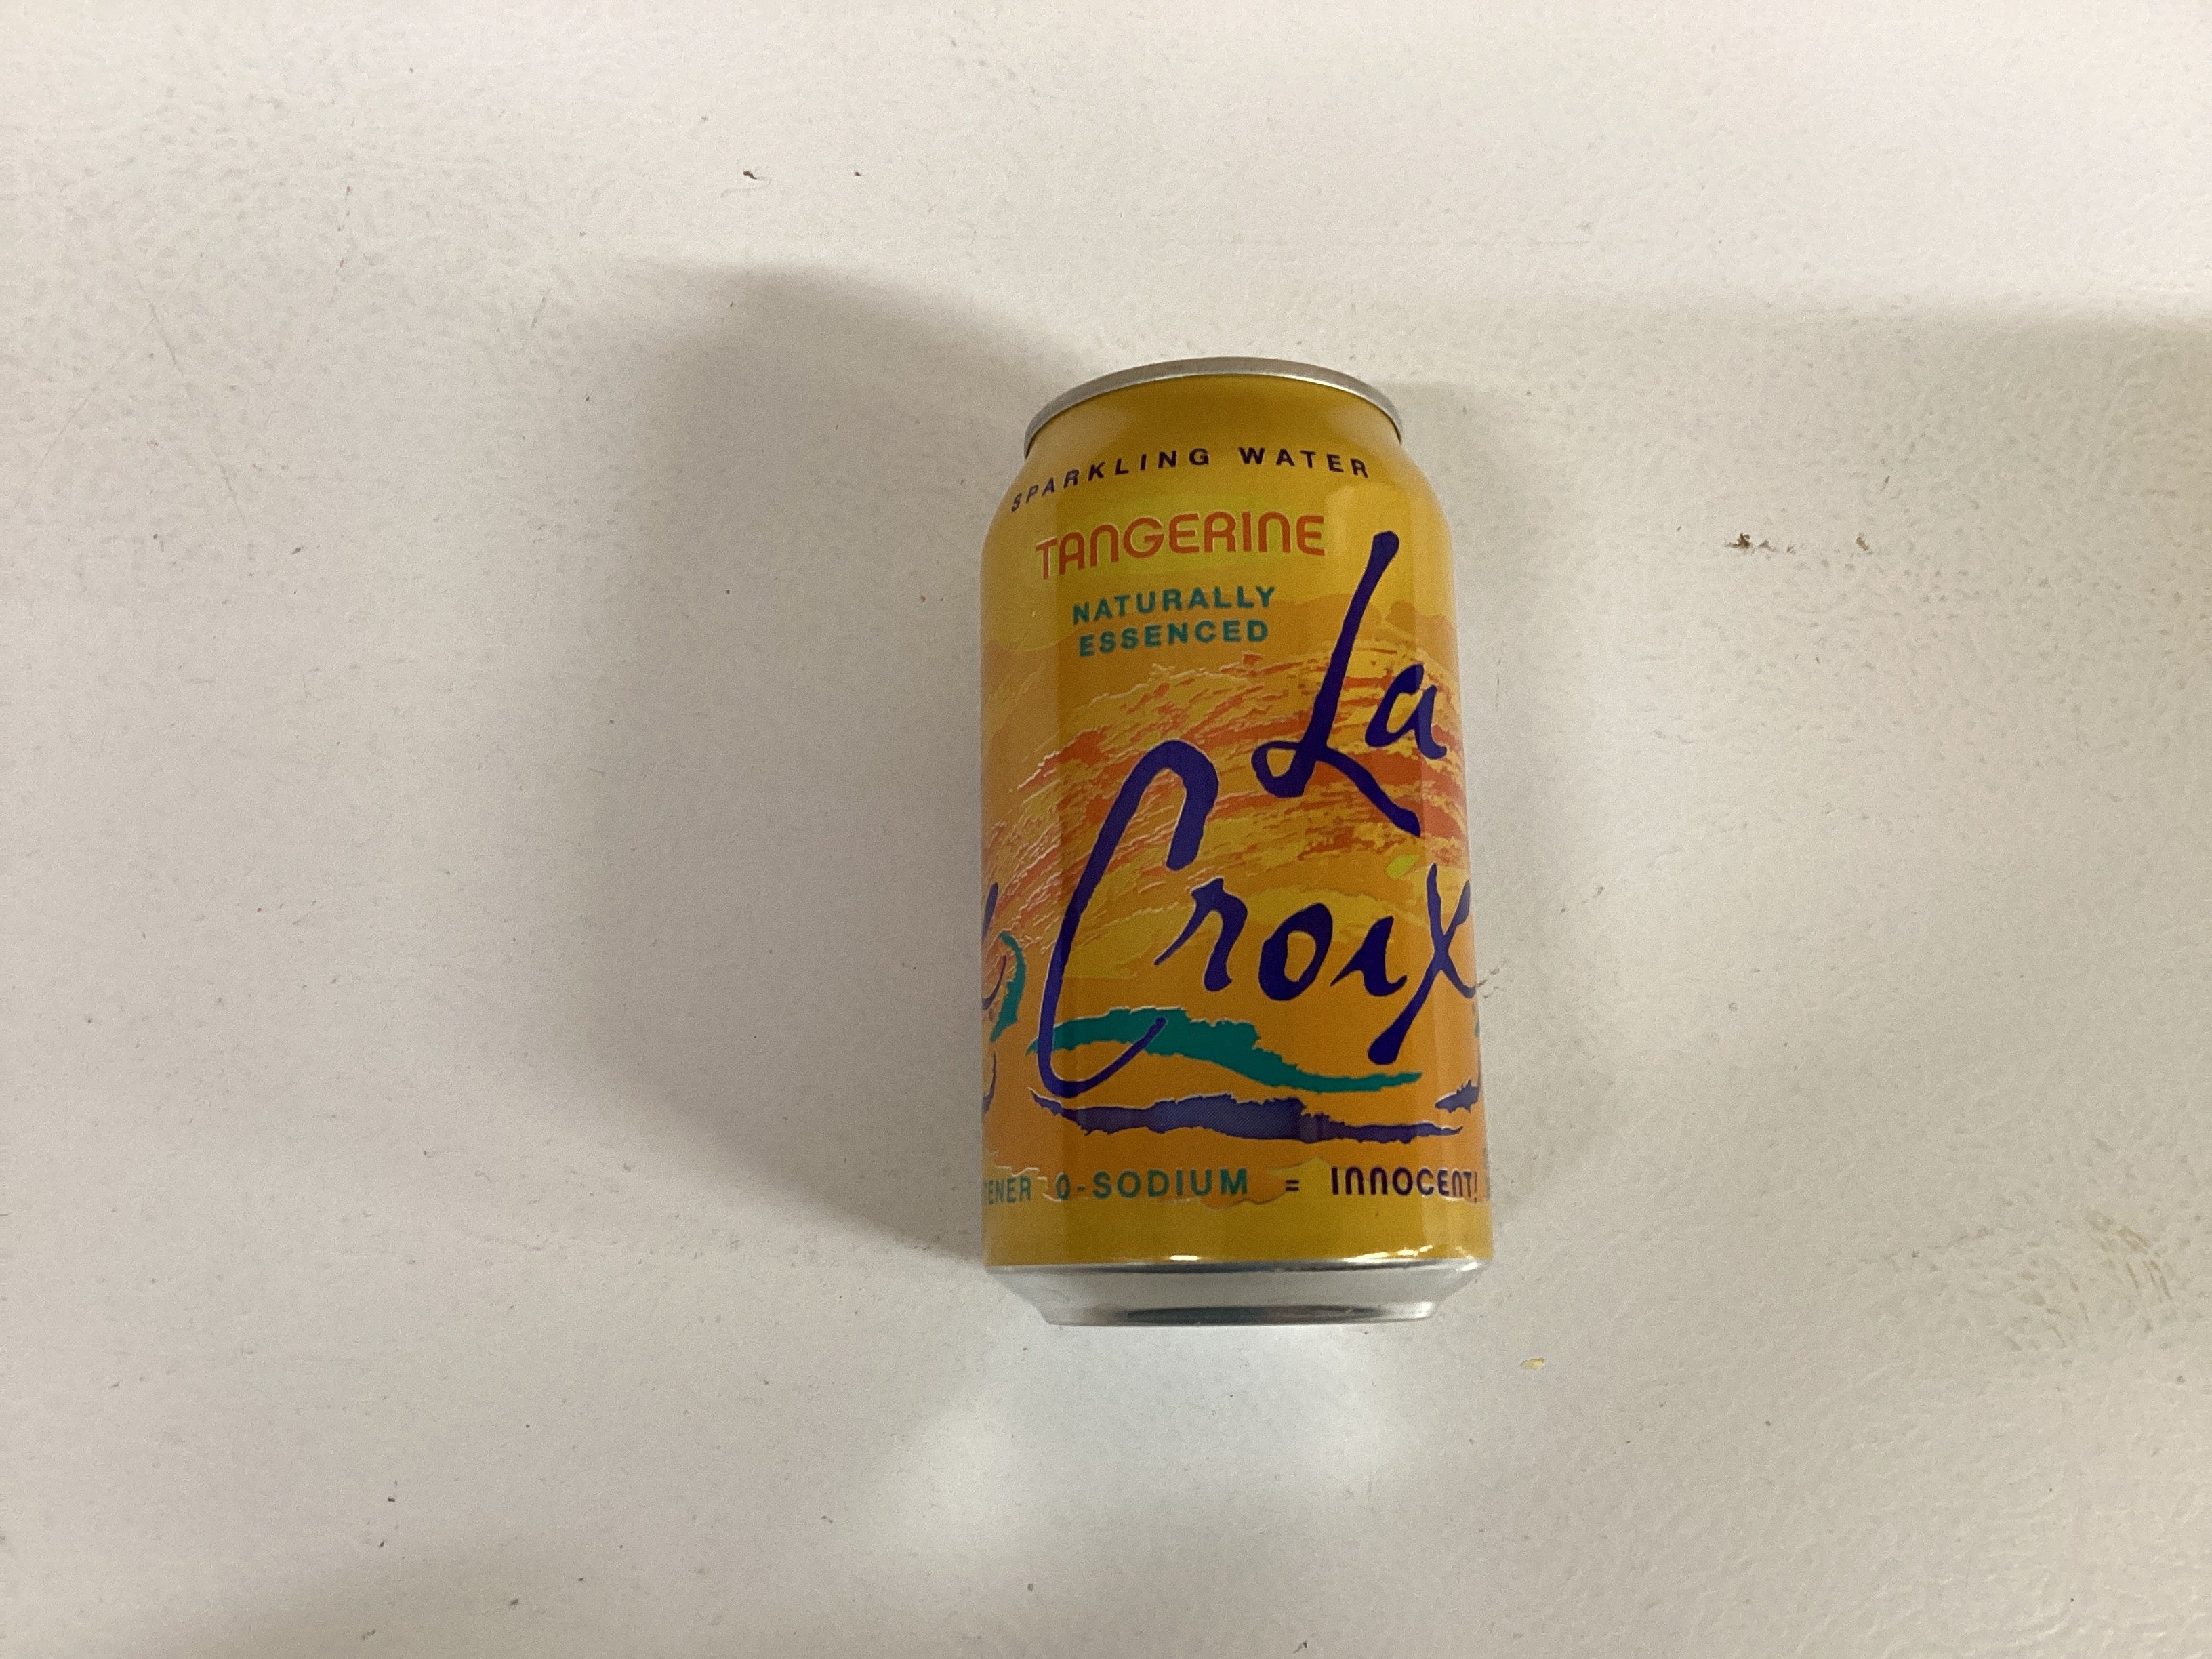 SPARKLING WATER
TANGERINE
NATURALLY
ESSENCED
La
Croix
0-SODIUM = INNOCENT!